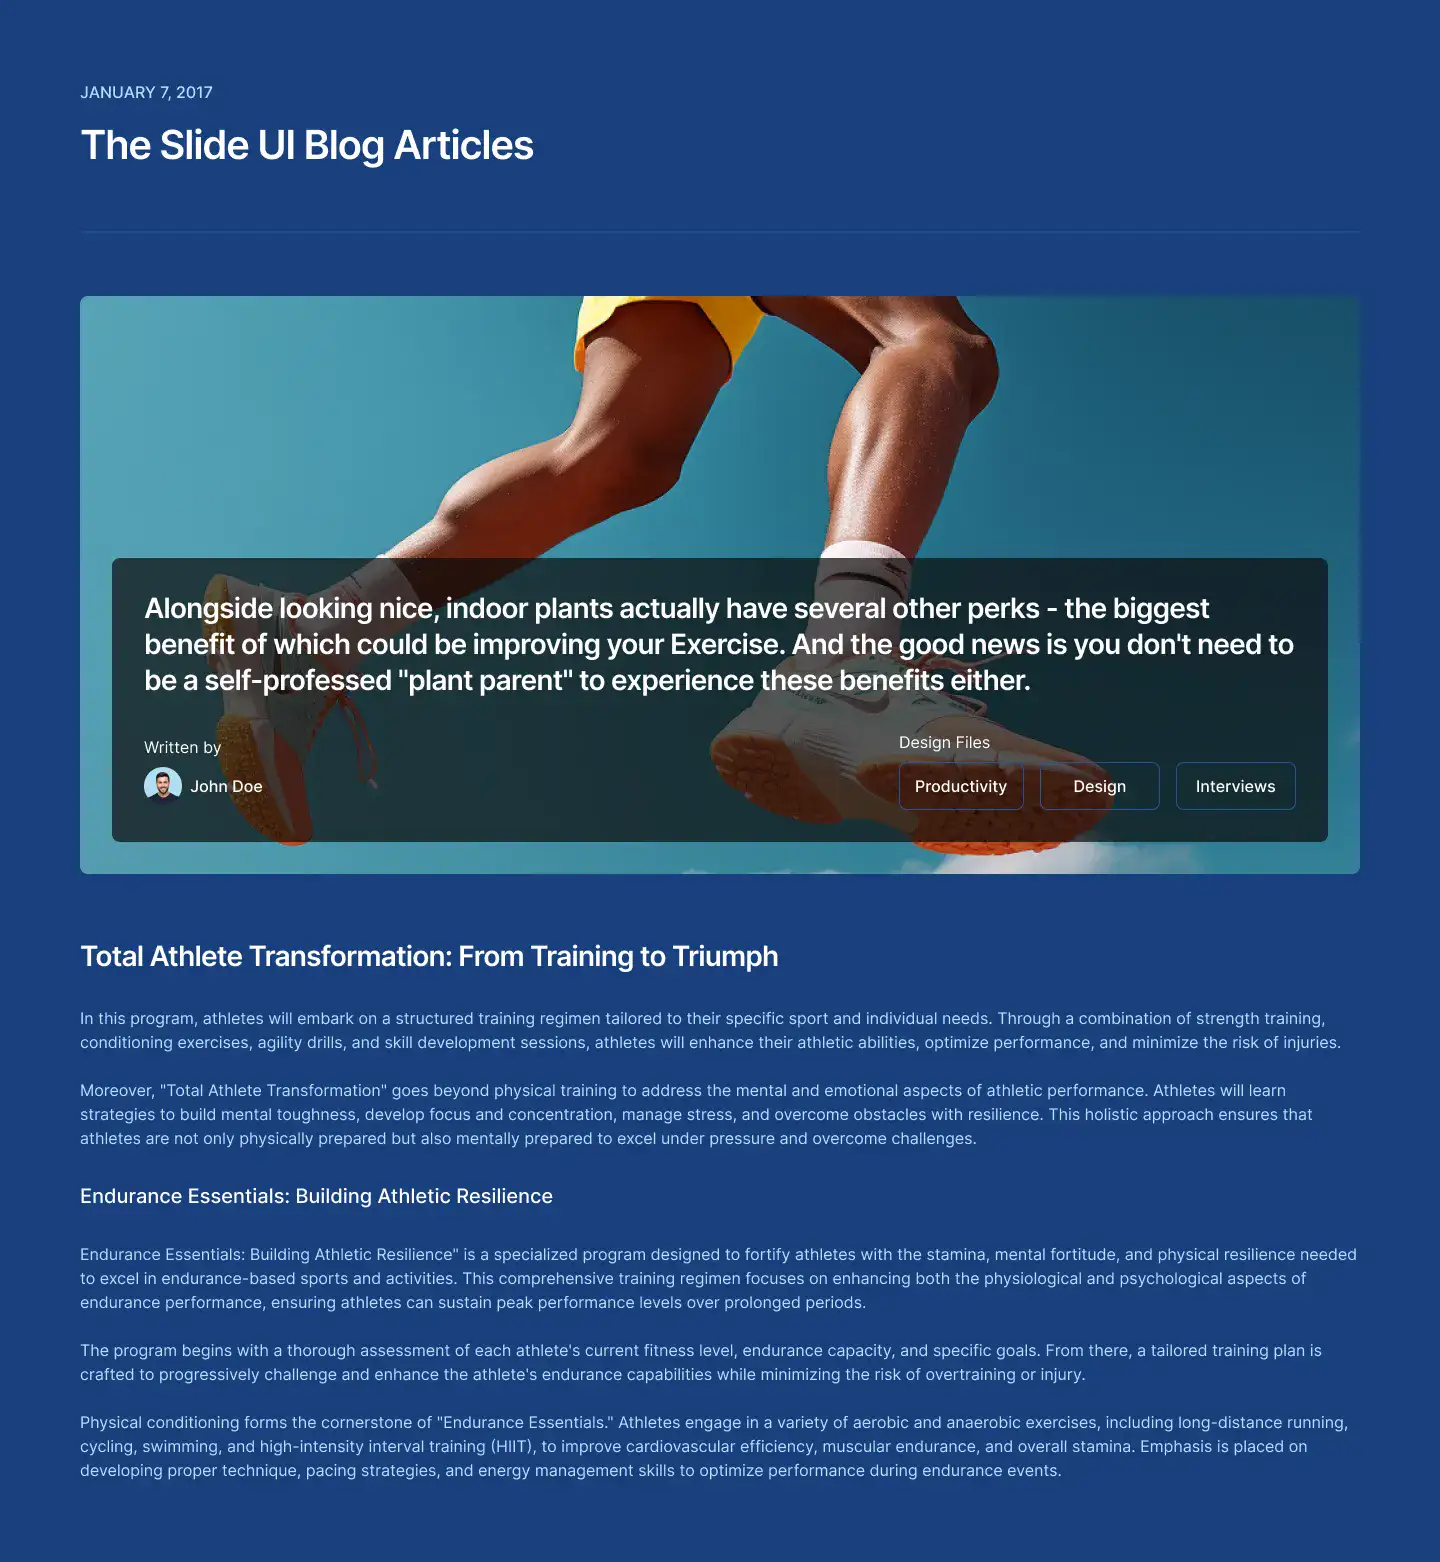 JANUARY 7, 2017
The Slide UI Blog Articles
Alongside looking nice, indoor plants actually have several other perks - the biggest
benefit of which could be improving your Exercise. And the good news is you don't need to
be a self-professed "plant parent" to experience these benefits either.
Written by
John Doe
Design Files
Productivity
Design
Interviews
Total Athlete Transformation: From Training to Triumph
In this program, athletes will embark on a structured training regimen tailored to their specific sport and individual needs. Through a combination of strength training,
conditioning exercises, agility drills, and skill development sessions, athletes will enhance their athletic abilities, optimize performance, and minimize the risk of injuries.
Moreover, "Total Athlete Transformation" goes beyond physical training to address the mental and emotional aspects of athletic performance. Athletes will learn
strategies to build mental toughness, develop focus and concentration, manage stress, and overcome obstacles with resilience. This holistic approach ensures that
athletes are not only physically prepared but also mentally prepared to excel under pressure and overcome challenges.
Endurance Essentials: Building Athletic Resilience
Endurance Essentials: Building Athletic Resilience" is a specialized program designed to fortify athletes with the stamina, mental fortitude, and physical resilience needed
to excel in endurance-based sports and activities. This comprehensive training regimen focuses on enhancing both the physiological and psychological aspects of
endurance performance, ensuring athletes can sustain peak performance levels over prolonged periods.
The program begins with a thorough assessment of each athlete's current fitness level, endurance capacity, and specific goals. From there, a tailored training plan is
crafted to progressively challenge and enhance the athlete's endurance capabilities while minimizing the risk of overtraining or injury.
Physical conditioning forms the cornerstone of "Endurance Essentials." Athletes engage in a variety of aerobic and anaerobic exercises, including long-distance running,
cycling, swimming, and high-intensity interval training (HIIT), to improve cardiovascular efficiency, muscular endurance, and overall stamina. Emphasis is placed on
developing proper technique, pacing strategies, and energy management skills to optimize performance during endurance events.